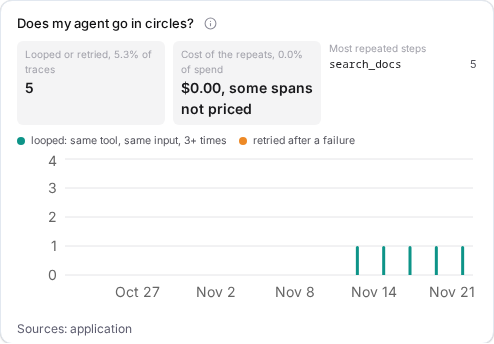 Does my agent go in circles?
Looped or retried, 5.3% of
traces
5
Cost of the repeats, 0.0%
of spend
$0.00, some spans
not priced
Most repeated steps
search_docs 5
looped: same tool, same input, 3+ times retried after a failure
4
3
2
1
0
Oct 27 Nov 2 Nov 8 Nov 14 Nov 21
Sources: application